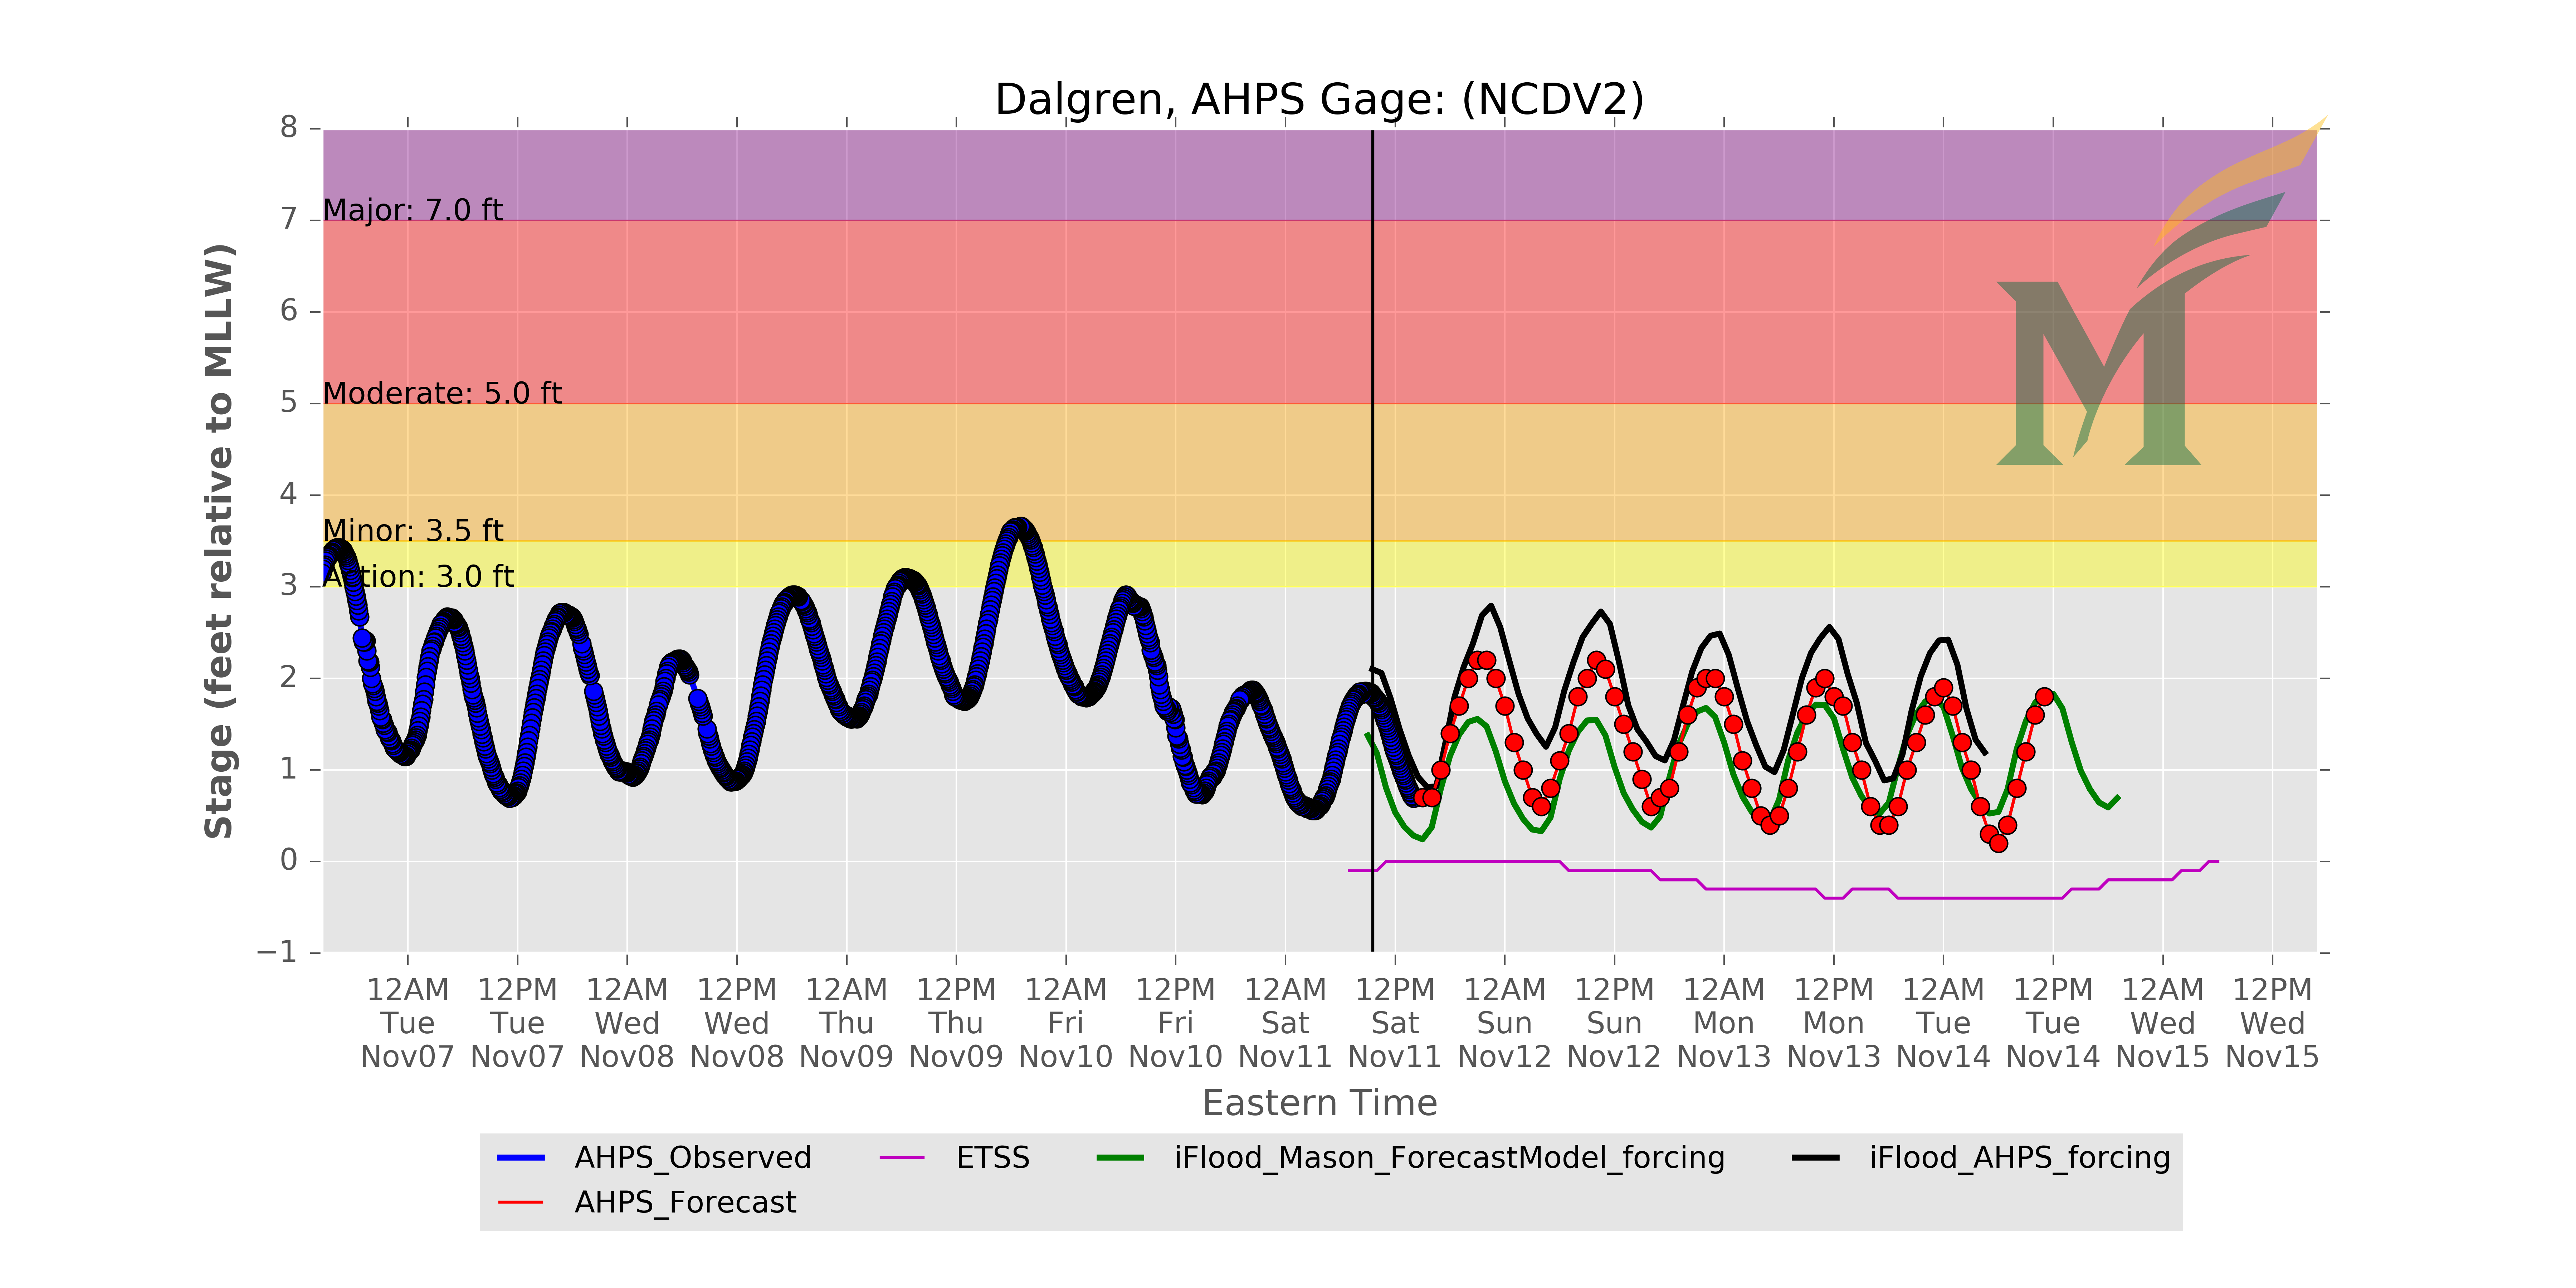 Dalgren, AHPS Gage: (NCDV2)
8
7
6
5
4
3
2
1
0
−1
Stage (feet relative to MLLW)
Major: 7.0 ft
Moderate: 5.0 ft
Minor: 3.5 ft
Action: 3.0 ft
M
12AM 12PM 12AM 12PM 12AM 12PM 12AM 12PM 12AM 12PM 12AM 12PM 12AM 12PM 12AM 12PM 12AM 12PM
Tue Tue Wed Wed Thu Thu Fri Fri Sat Sat Sun Sun Mon Mon Tue Tue Wed Wed
Nov07 Nov07 Nov08 Nov08 Nov09 Nov09 Nov10 Nov10 Nov11 Nov11 Nov12 Nov12 Nov13 Nov13 Nov14 Nov14 Nov15 Nov15
Eastern Time
AHPS_Observed ETSS iFlood_Mason_ForecastModel_forcing iFlood_AHPS_forcing
AHPS_Forecast